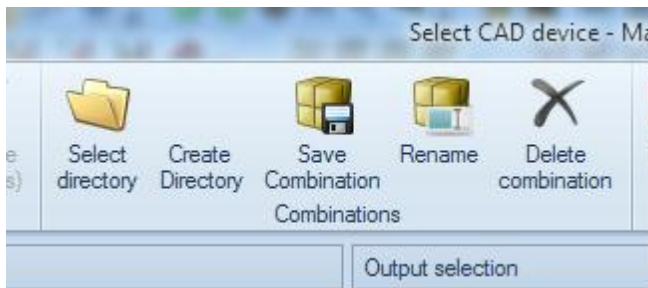 Select CAD device - Ma
Select
directory
Create
Directory
Save
Combination
Rename
Delete
combination
Combinations
Output selection